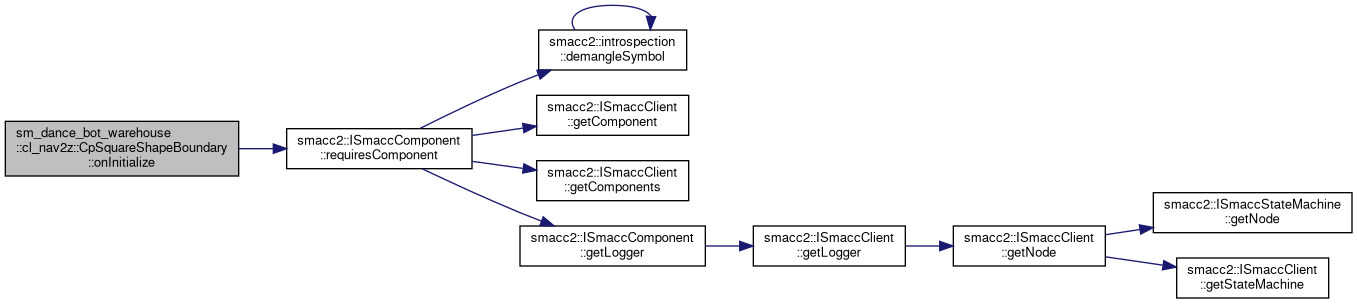 sm_dance_bot_warehouse
::cl_nav2z::CpSquareShapeBoundary
::onInitialize
smacc2::ISmaccComponent
::requiresComponent
smacc2::introspection
::demangleSymbol
smacc2::ISmaccClient
::getComponent
smacc2::ISmaccClient
::getComponents
smacc2::ISmaccComponent
::getLogger
smacc2::ISmaccClient
::getLogger
smacc2::ISmaccClient
::getNode
smacc2::ISmaccStateMachine
::getNode
smacc2::ISmaccClient
::getStateMachine